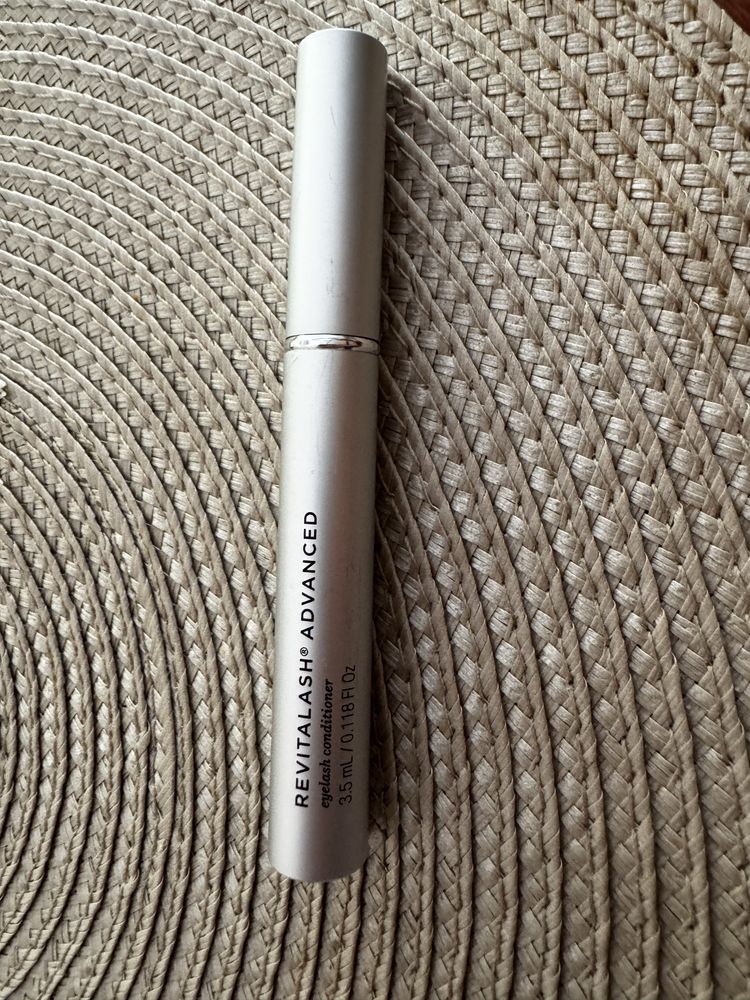 REVITALASH® ADVANCED
eyelash conditioner
3.5 mL / 0.118 Fl Oz